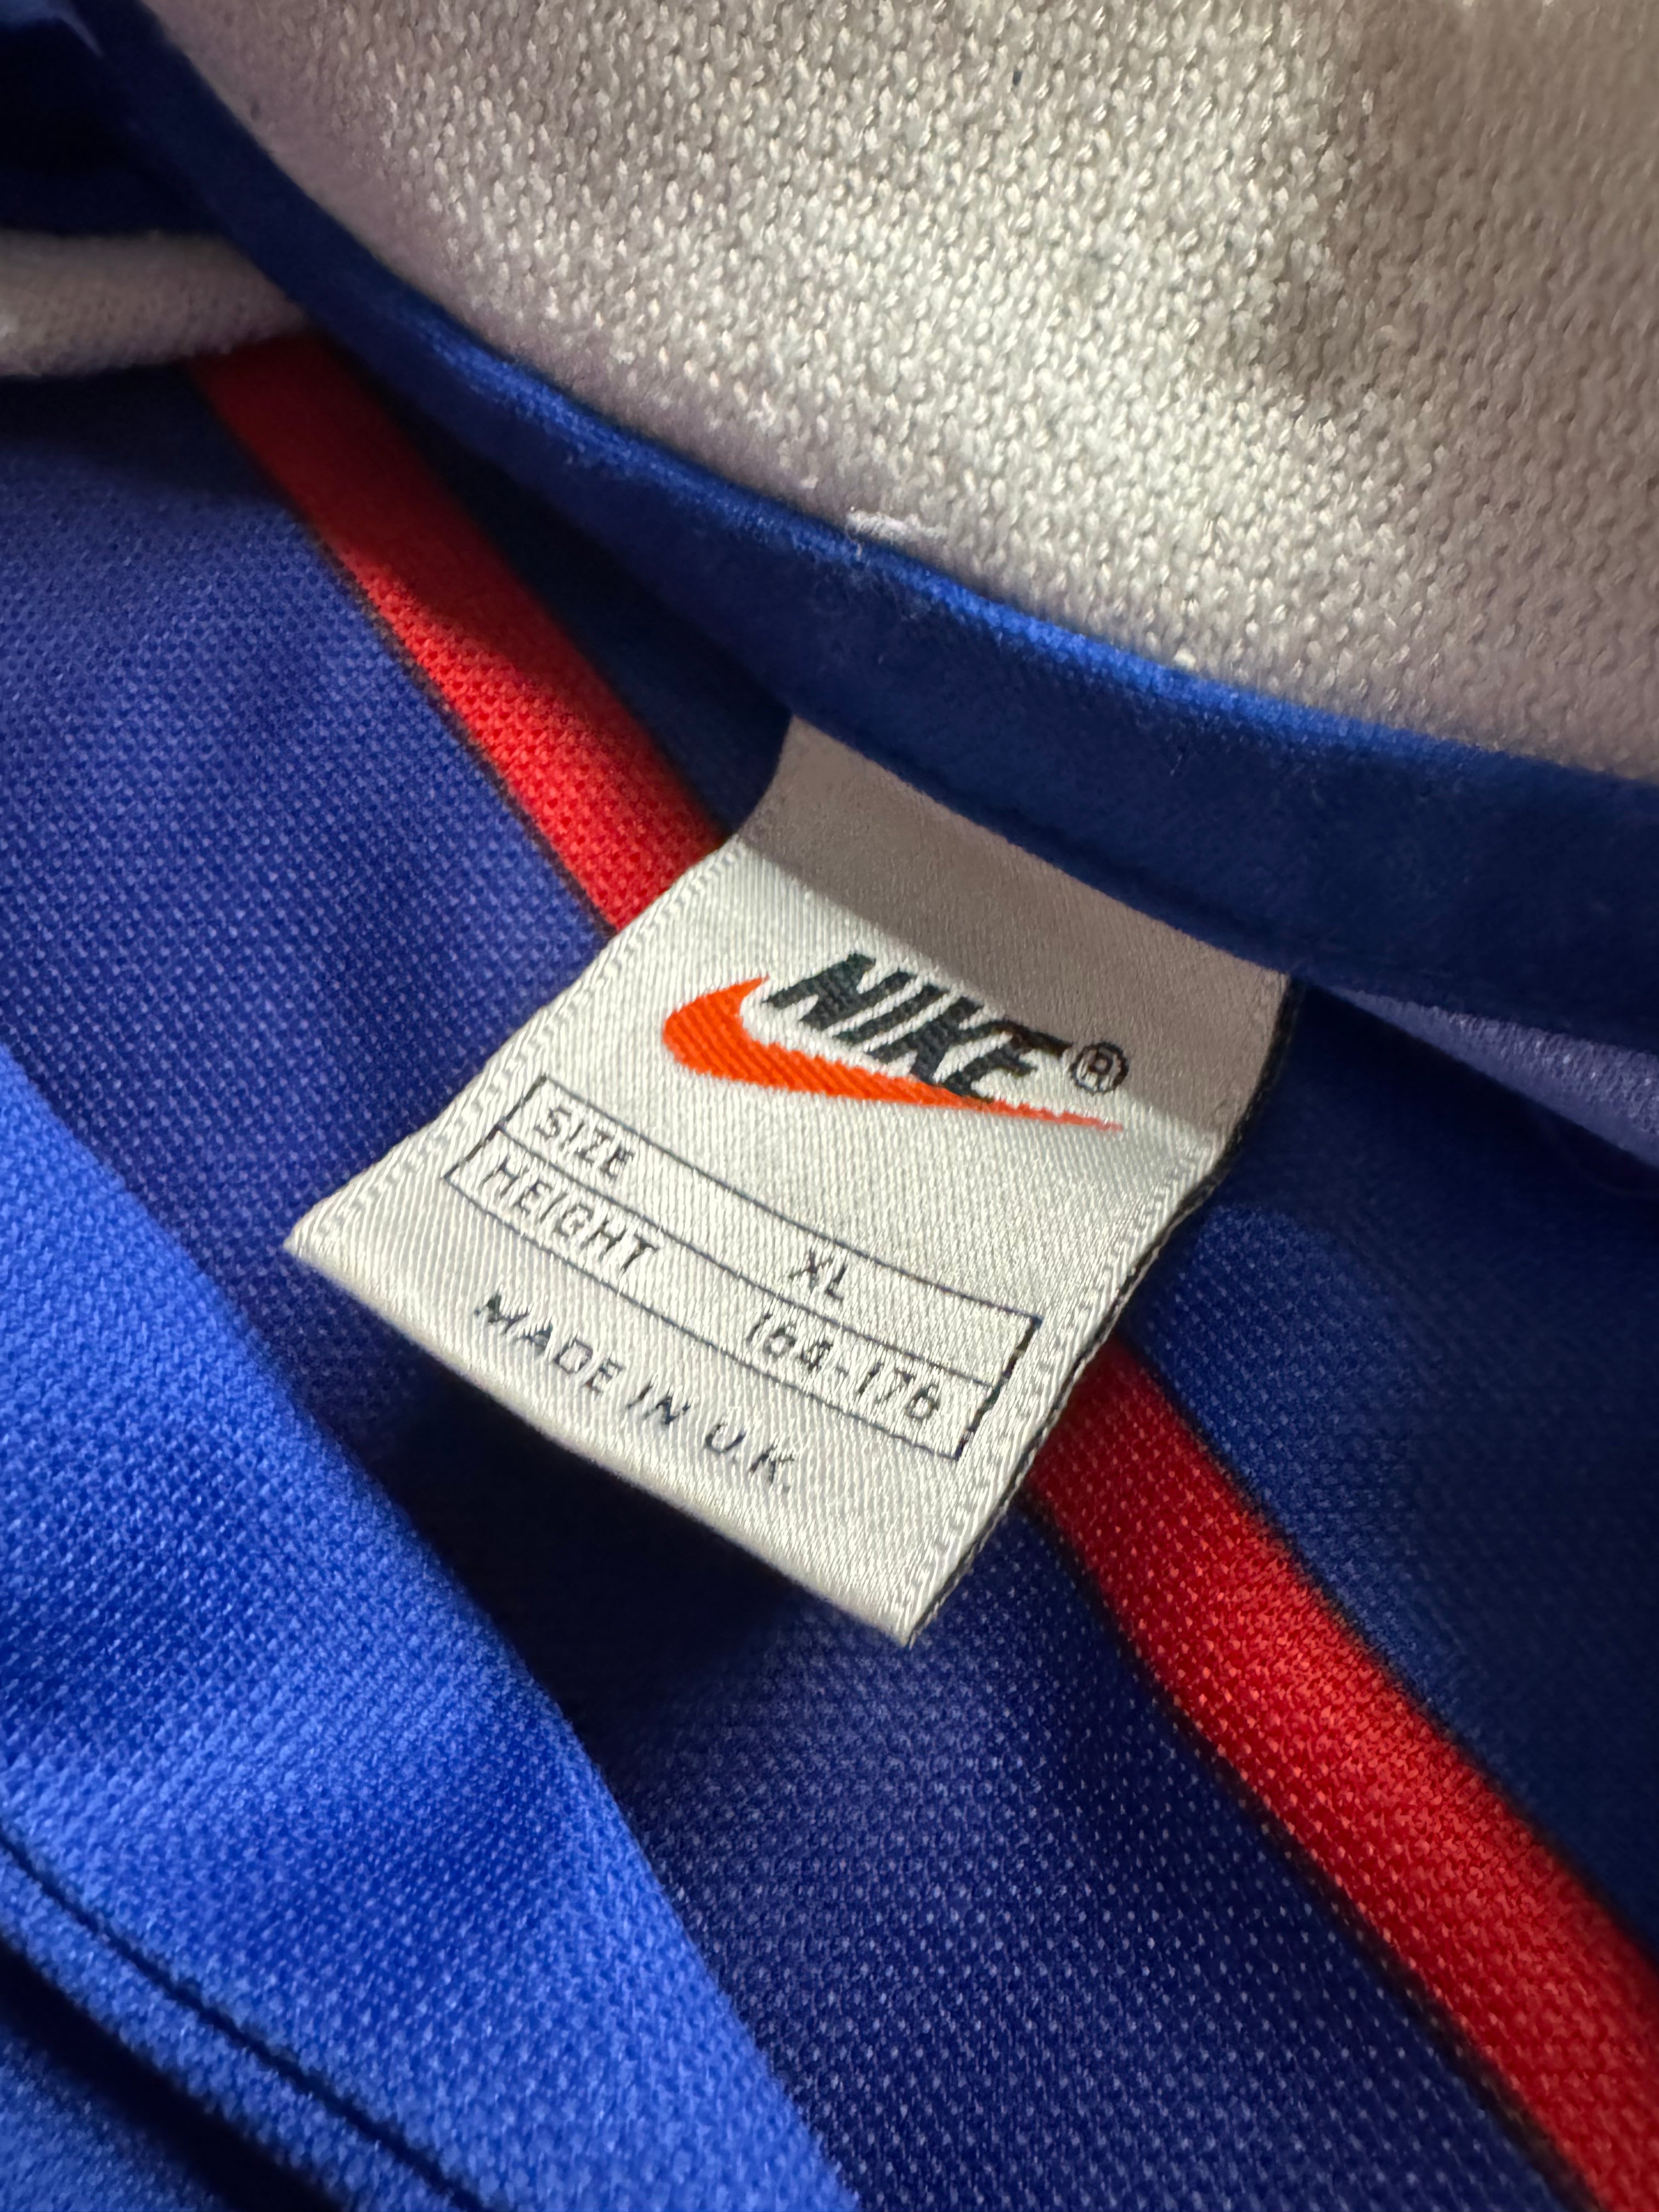 NIKE®
SIZE XL
HEIGHT 164-176
MADE IN U.K.